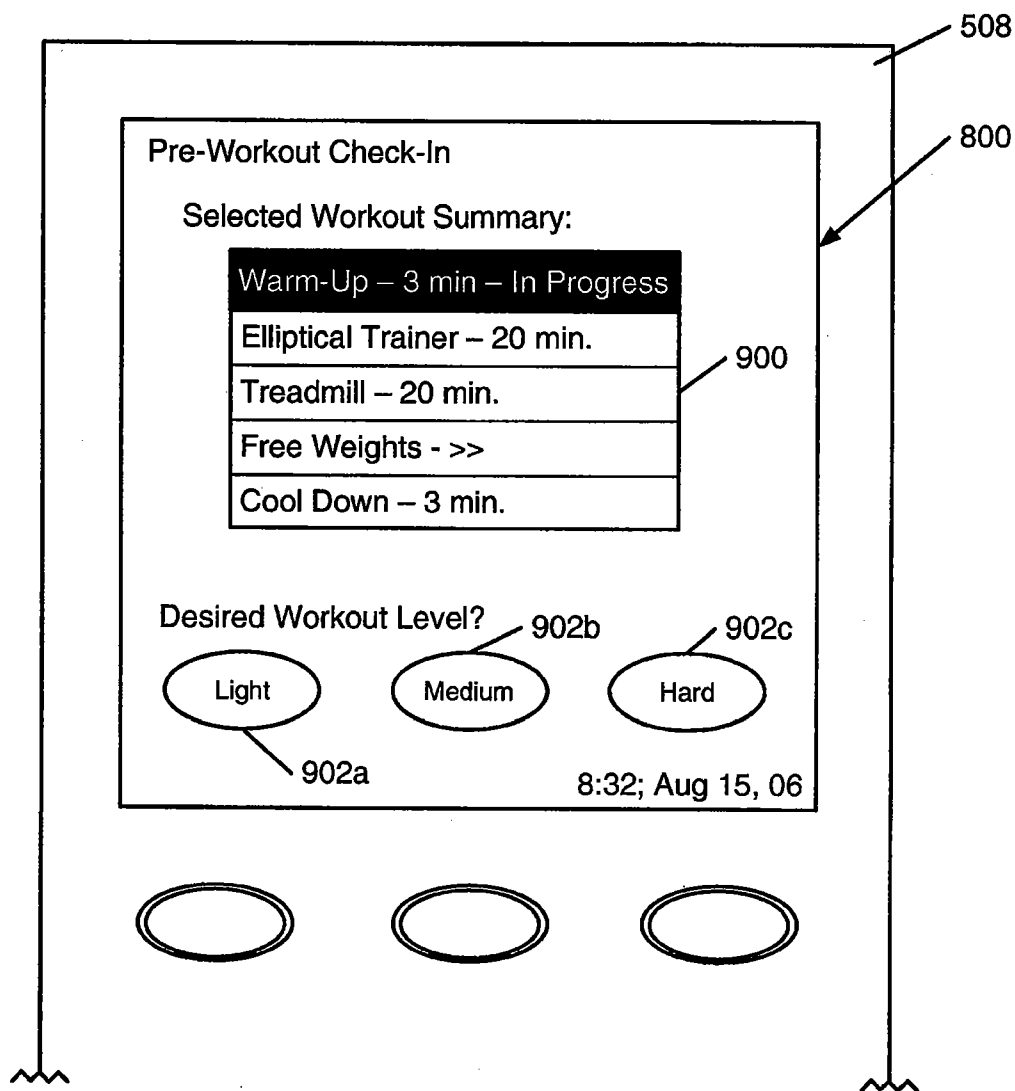 508
800
Pre-Workout Check-In
Selected Workout Summary:
Warm-Up – 3 min – In Progress
Elliptical Trainer – 20 min.
900
Treadmill – 20 min.
Free Weights - >>
Cool Down – 3 min.
Desired Workout Level?
902b
902c
Light
Medium
Hard
902a
8:32; Aug 15, 06